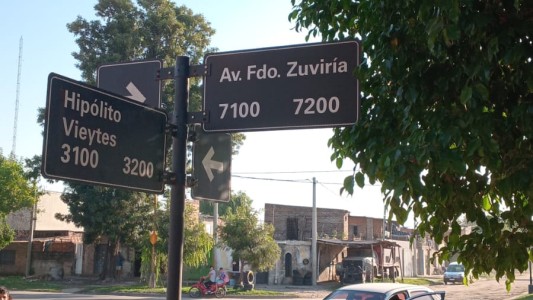 Hipólito
Vieytes
3100 3200
Av. Fdo. Zuviría
7100 7200